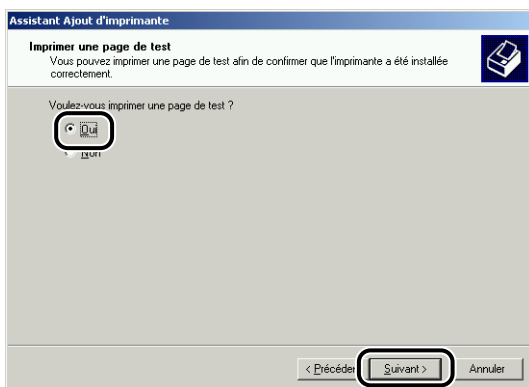 Assistant Ajout d'imprimante
Imprimer une page de test
Vous pouvez imprimer une page de test afin de confirmer que l'imprimante a été installée
correctement.
Voulez-vous imprimer une page de test ?
Oui
Non
< Précéden Suivant > Annuler